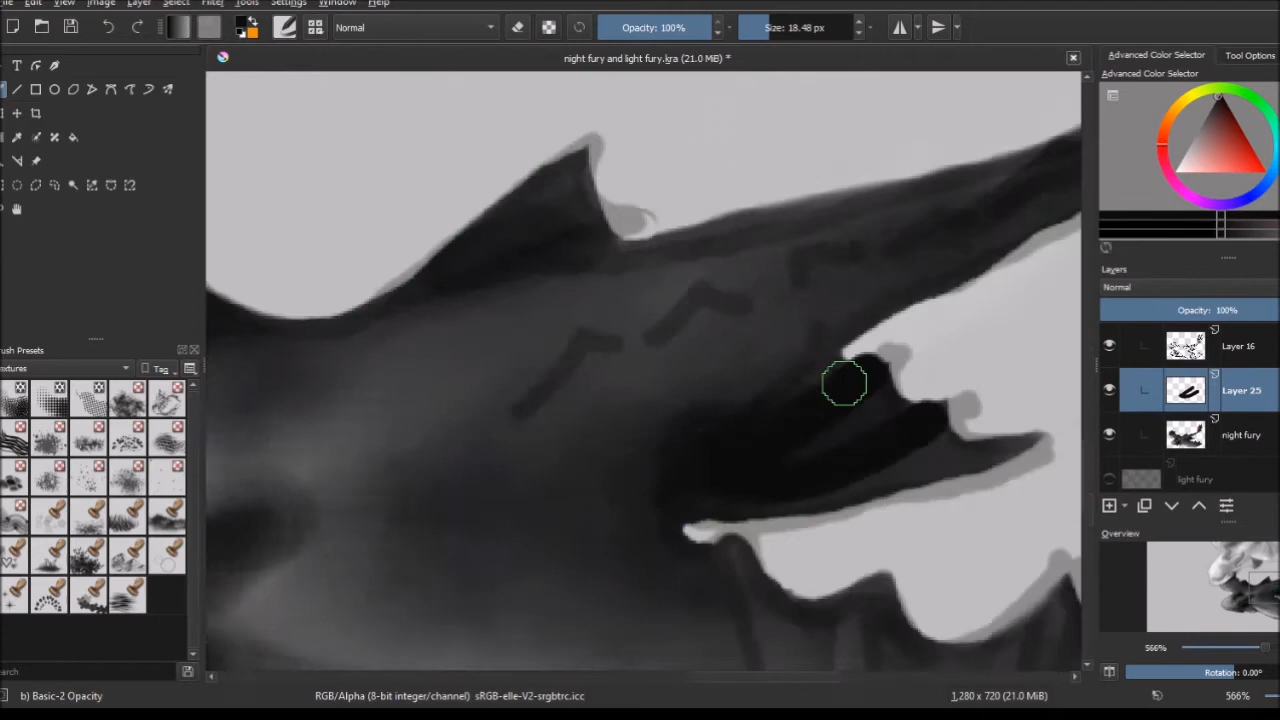 File Edit View Image Layer Select Filter Tools Settings Window Help
Normal
Opacity: 100%
Size: 18.48 px
night fury and light fury.kra (21.0 MiB) *
Advanced Color Selector
Tool Options
Advanced Color Selector
rush Presets
extures
Tag
Layers
Normal
Opacity: 100%
Layer 16
Layer 25
night fury
light fury
Overview
566%
earch
Rotation: 0.00°
b) Basic-2 Opacity
RGB/Alpha (8-bit integer/channel) sRGB-elle-V2-srgbtrc.icc
1,280 x 720 (21.0 MiB)
566%